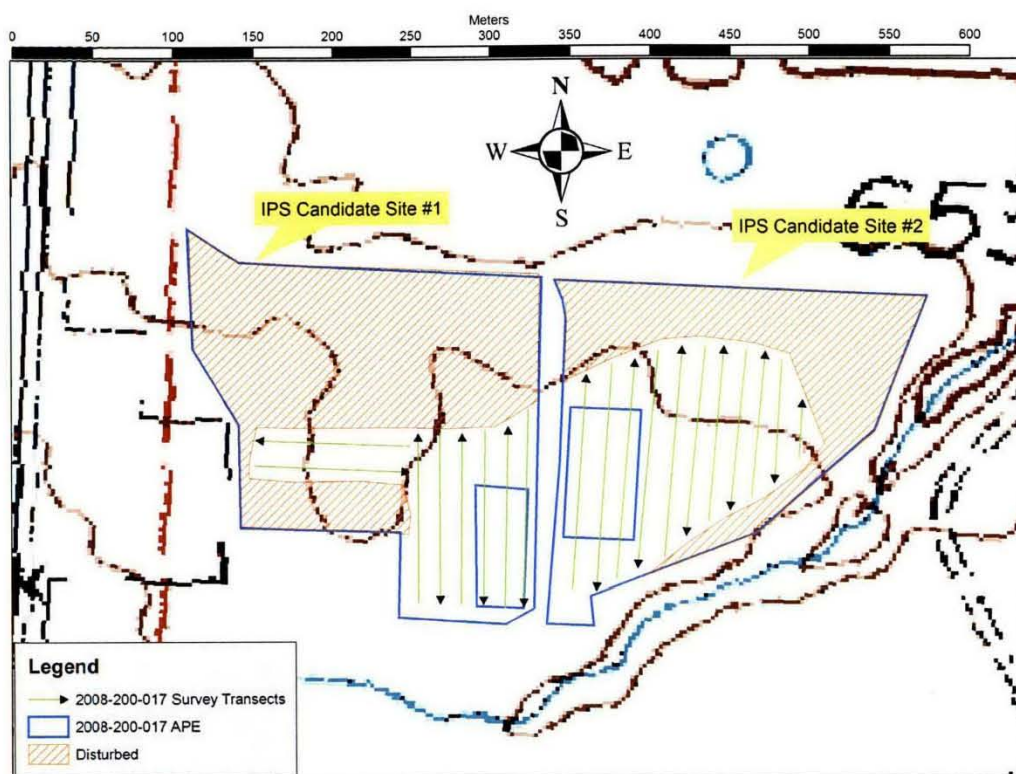 Meters
0 50 100 150 200 250 300 350 400 450 500 550 600
N
W E
S
IPS Candidate Site #1
IPS Candidate Site #2
653
Legend
2008-200-017 Survey Transects
2008-200-017 APE
Disturbed